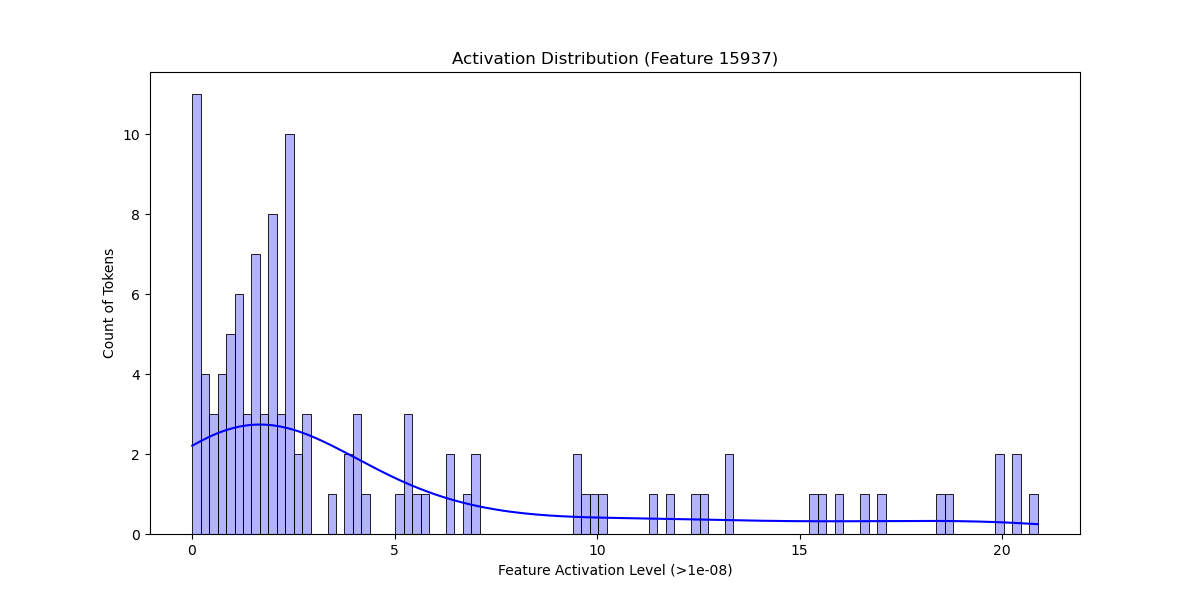 Activation Distribution (Feature 15937)
Count of Tokens
10
8
6
4
2
0
0 5 10 15 20
Feature Activation Level (>1e-08)